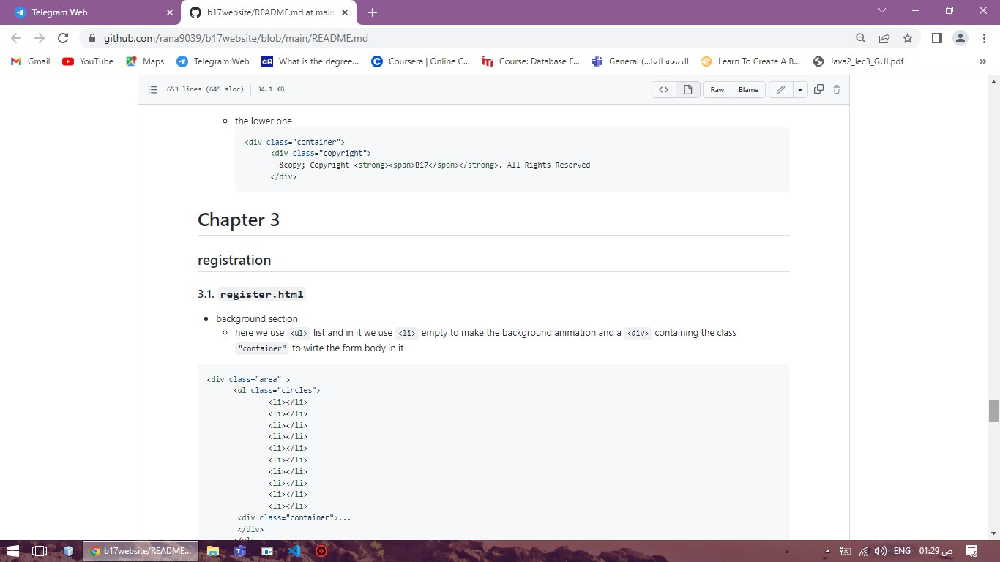 Telegram Web
b17website/README.md at main
github.com/rana9039/b17website/blob/main/README.md
Gmail
YouTube
Maps
Telegram Web
What is the degree...
Coursera | Online C...
Course: Database F...
General (...الصحة العا
Learn To Create A B...
Java2_lec3_GUI.pdf
»
653 lines (645 sloc)
34.1 KB
<>
Raw
Blame
the lower one
<div class="container">
<div class="copyright">
&copy; Copyright <strong><span>B17</span></strong>. All Rights Reserved
</div>
Chapter 3
registration
3.1. register.html
background section
here we use <ul> list and in it we use <li> empty to make the background animation and a <div> containing the class
"container" to wirte the form body in it
<div class="area" >
<ul class="circles">
<li></li>
<li></li>
<li></li>
<li></li>
<li></li>
<li></li>
<li></li>
<li></li>
<li></li>
<li></li>
<div class="container">...
</div>
</ul>
b17website/README...
ENG
01:29 ص